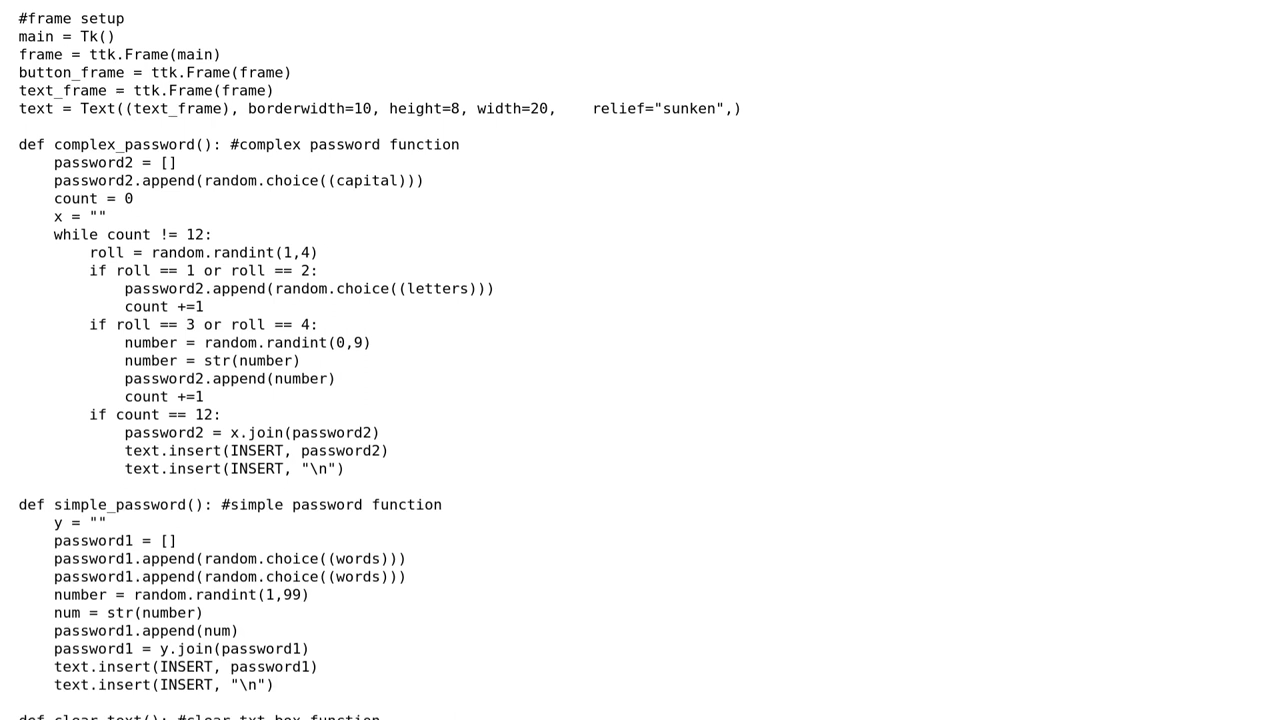 #frame setup
main = Tk()
frame = ttk.Frame(main)
button_frame = ttk.Frame(frame)
text_frame = ttk.Frame(frame)
text = Text((text_frame), borderwidth=10, height=8, width=20,    relief="sunken",)

def complex_password(): #complex password function
    password2 = []
    password2.append(random.choice((capital)))
    count = 0
    x = ""
    while count != 12:
        roll = random.randint(1,4)
        if roll == 1 or roll == 2:
            password2.append(random.choice((letters)))
            count +=1
        if roll == 3 or roll == 4:
            number = random.randint(0,9)
            number = str(number)
            password2.append(number)
            count +=1
        if count == 12:
            password2 = x.join(password2)
            text.insert(INSERT, password2)
            text.insert(INSERT, "\n")

def simple_password(): #simple password function
    y = ""
    password1 = []
    password1.append(random.choice((words)))
    password1.append(random.choice((words)))
    number = random.randint(1,99)
    num = str(number)
    password1.append(num)
    password1 = y.join(password1)
    text.insert(INSERT, password1)
    text.insert(INSERT, "\n")

def clear_text(): #clear txt box function